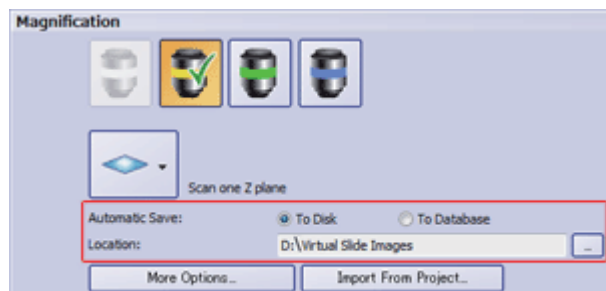 Magnification
Scan one Z plane
Automatic Save: To Disk To Database
Location: D:\Virtual Slide Images ...
More Options... Import From Project...